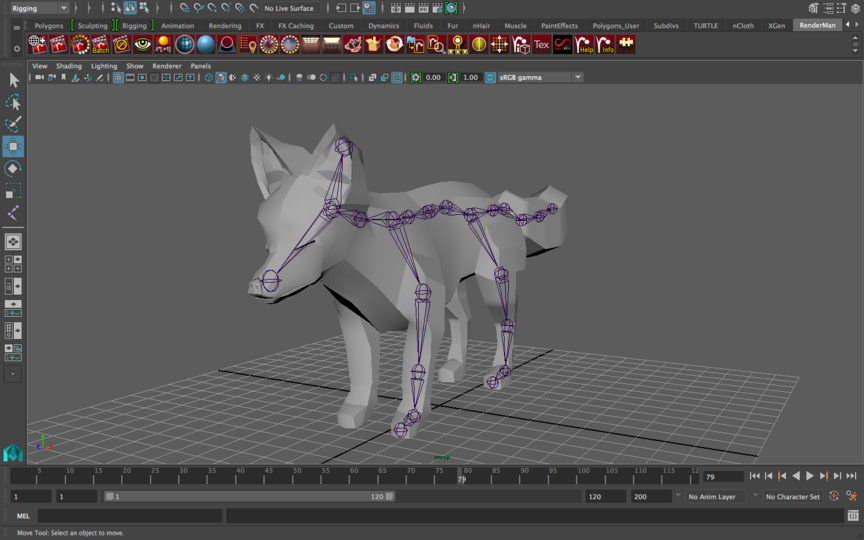 Rigging No Live Surface
Polygons Sculpting Rigging Animation Rendering FX FX Caching Custom Dynamics Fluids Fur nHair Muscle PaintEffects Polygons_User Subdivs TURTLE nCloth XGen RenderMan
Batch Tex Help Info
View Shading Lighting Show Renderer Panels
0.00 1.00 sRGB gamma
persp
5 10 15 20 25 30 35 40 45 50 55 60 65 70 75 80 85 90 95 100 105 110 115 12
79 79
1 1 1 120 120 200 No Anim Layer No Character Set
MEL
Move Tool: Select an object to move.